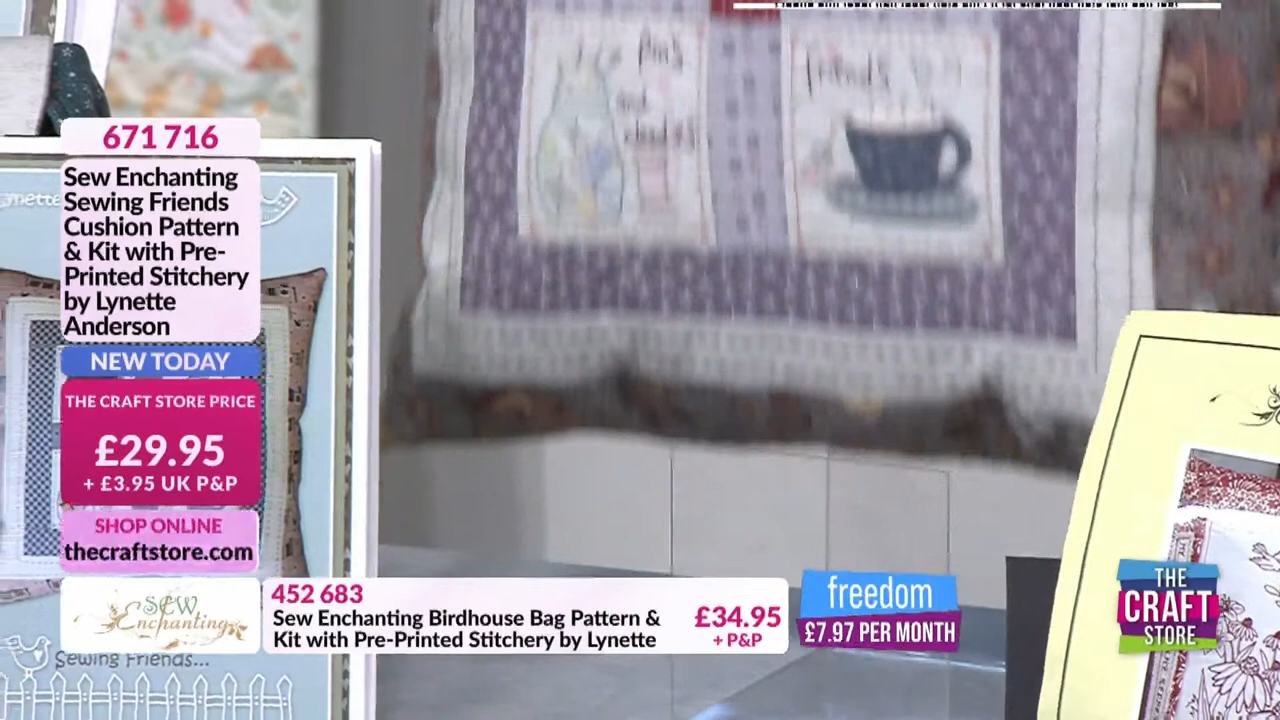 671 716
Sew Enchanting
Sewing Friends
Cushion Pattern
& Kit with Pre-
Printed Stitchery
by Lynette
Anderson
NEW TODAY
THE CRAFT STORE PRICE
£29.95
+ £3.95 UK P&P
SHOP ONLINE
thecraftstore.com
SEW
Enchanting
452 683
Sew Enchanting Birdhouse Bag Pattern &
Kit with Pre-Printed Stitchery by Lynette
£34.95
+ P&P
freedom
£7.97 PER MONTH
THE
CRAFT
STORE
Sewing Friends...
friends